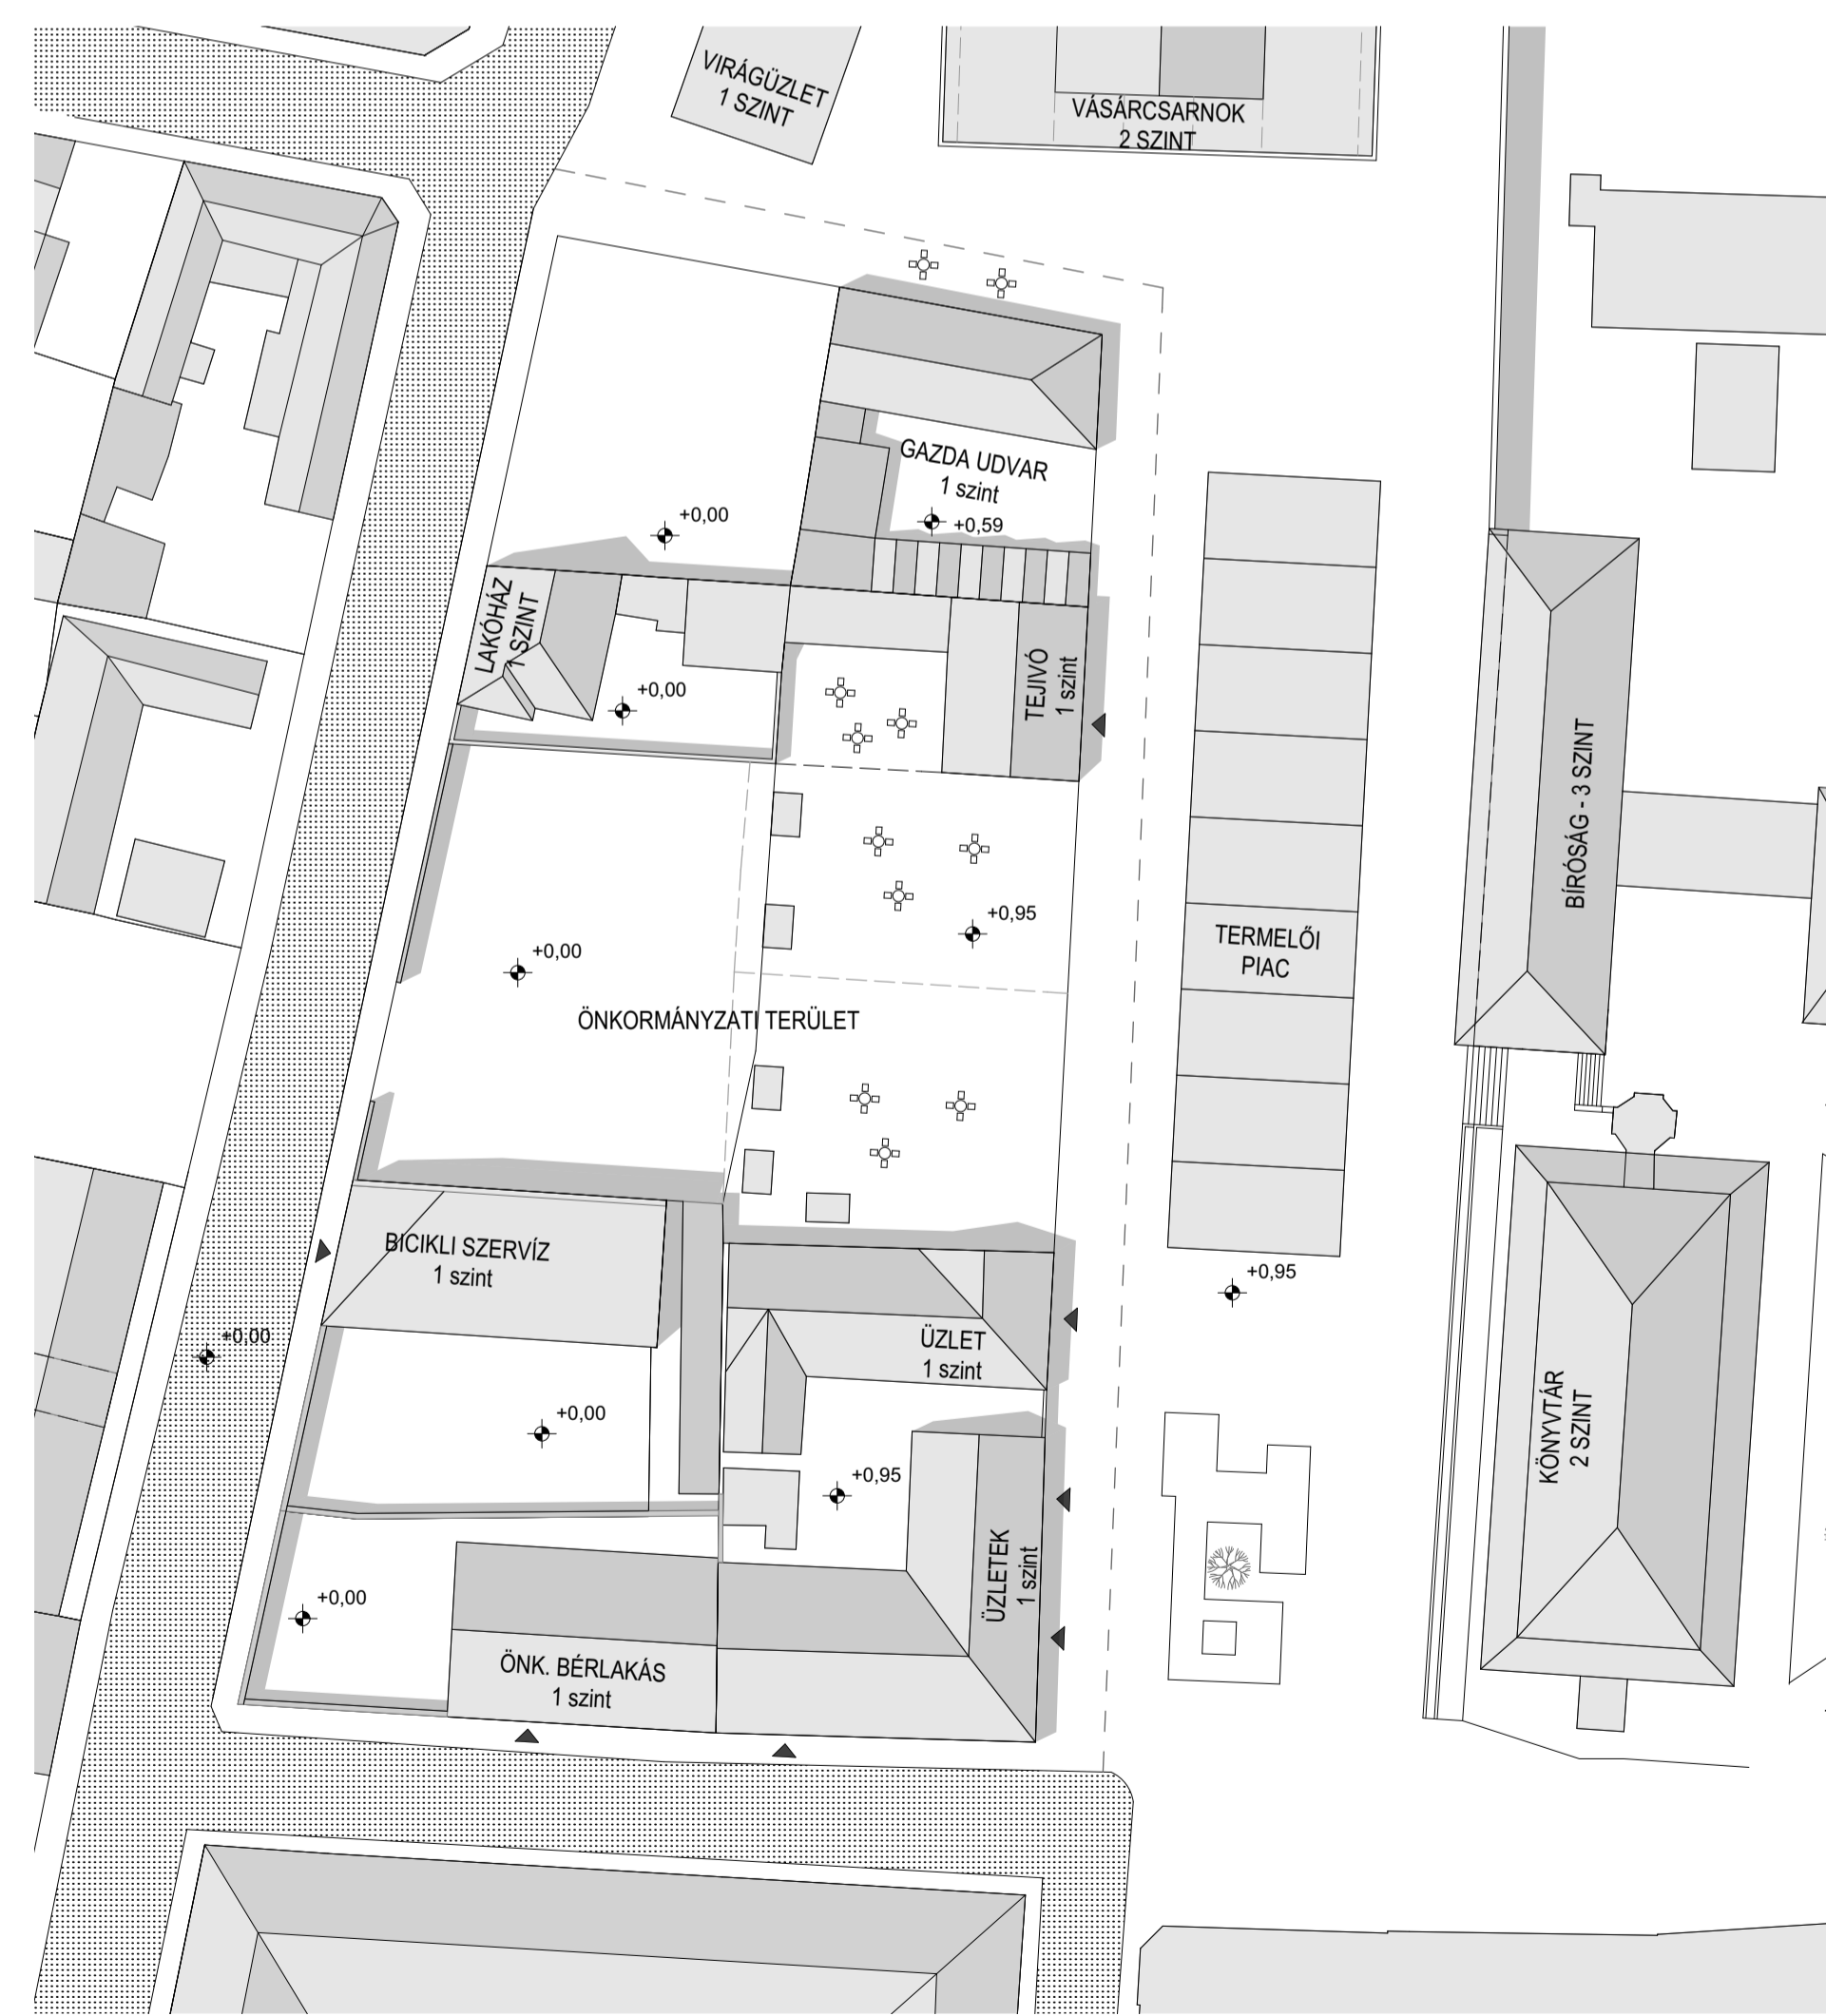 VIRÁGÜZLET
1 SZINT
VÁSÁRCSARNOK
2 SZINT
GAZDA UDVAR
1 szint
+0,00
+0,59
LAKÓHÁZ
1 SZINT
+0,00
TEJIVÓ
1 szint
BÍRÓSÁG - 3 SZINT
+0,95
TERMELŐI
PIAC
+0,00
ÖNKORMÁNYZATI TERÜLET
BICIKLI SZERVÍZ
1 szint
+0,95
+0,00
ÜZLET
1 szint
KÖNYVTÁR
2 SZINT
+0,00
+0,95
ÜZLETEK
1 szint
+0,00
ÖNK. BÉRLAKÁS
1 szint